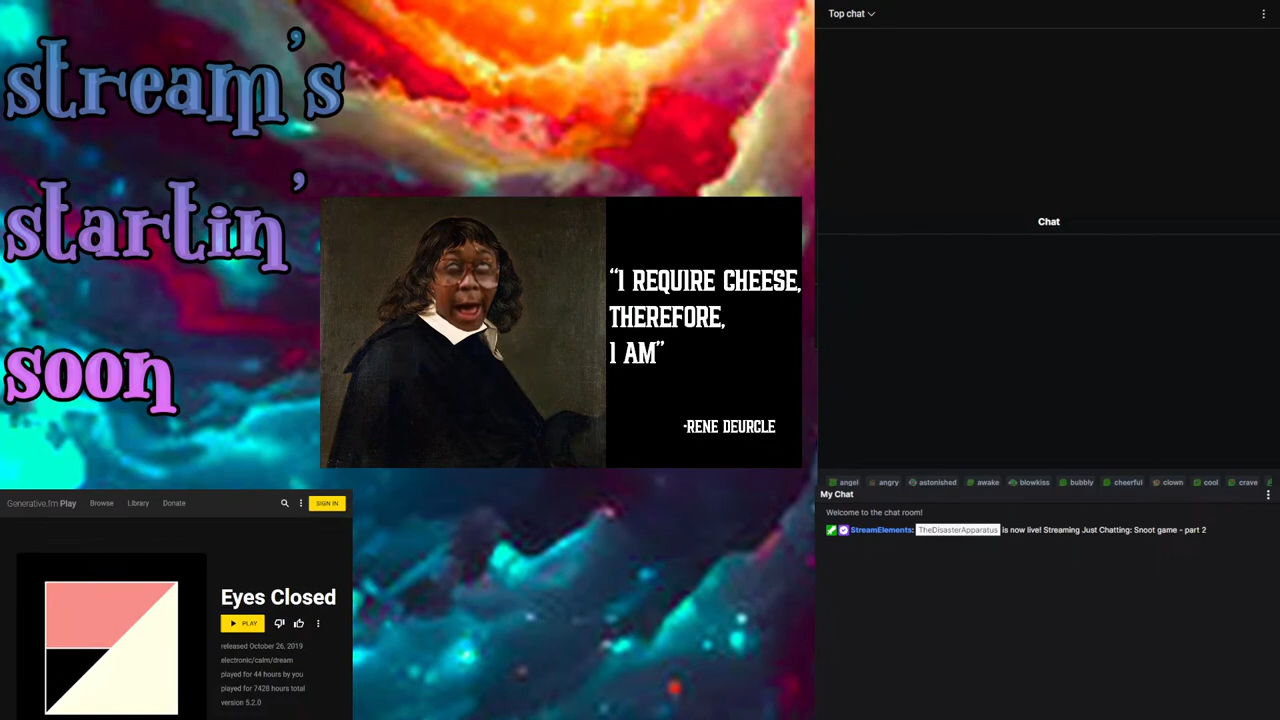 stream's
startin'
soon
"I REQUIRE CHEESE,
THEREFORE,
I AM"
-RENE DEURCLE
Generative.fm Play
Browse
Library
Donate
SIGN IN
Eyes Closed
PLAY
released October 26, 2019
electronic/calm/dream
played for 44 hours by you
played for 7428 hours total
version 5.2.0
Top chat
Chat
angel angry astonished awake blowkiss bubbly cheerful clown cool crave
My Chat
Welcome to the chat room!
StreamElements: TheDisasterApparatus is now live! Streaming Just Chatting: Snoot game - part 2